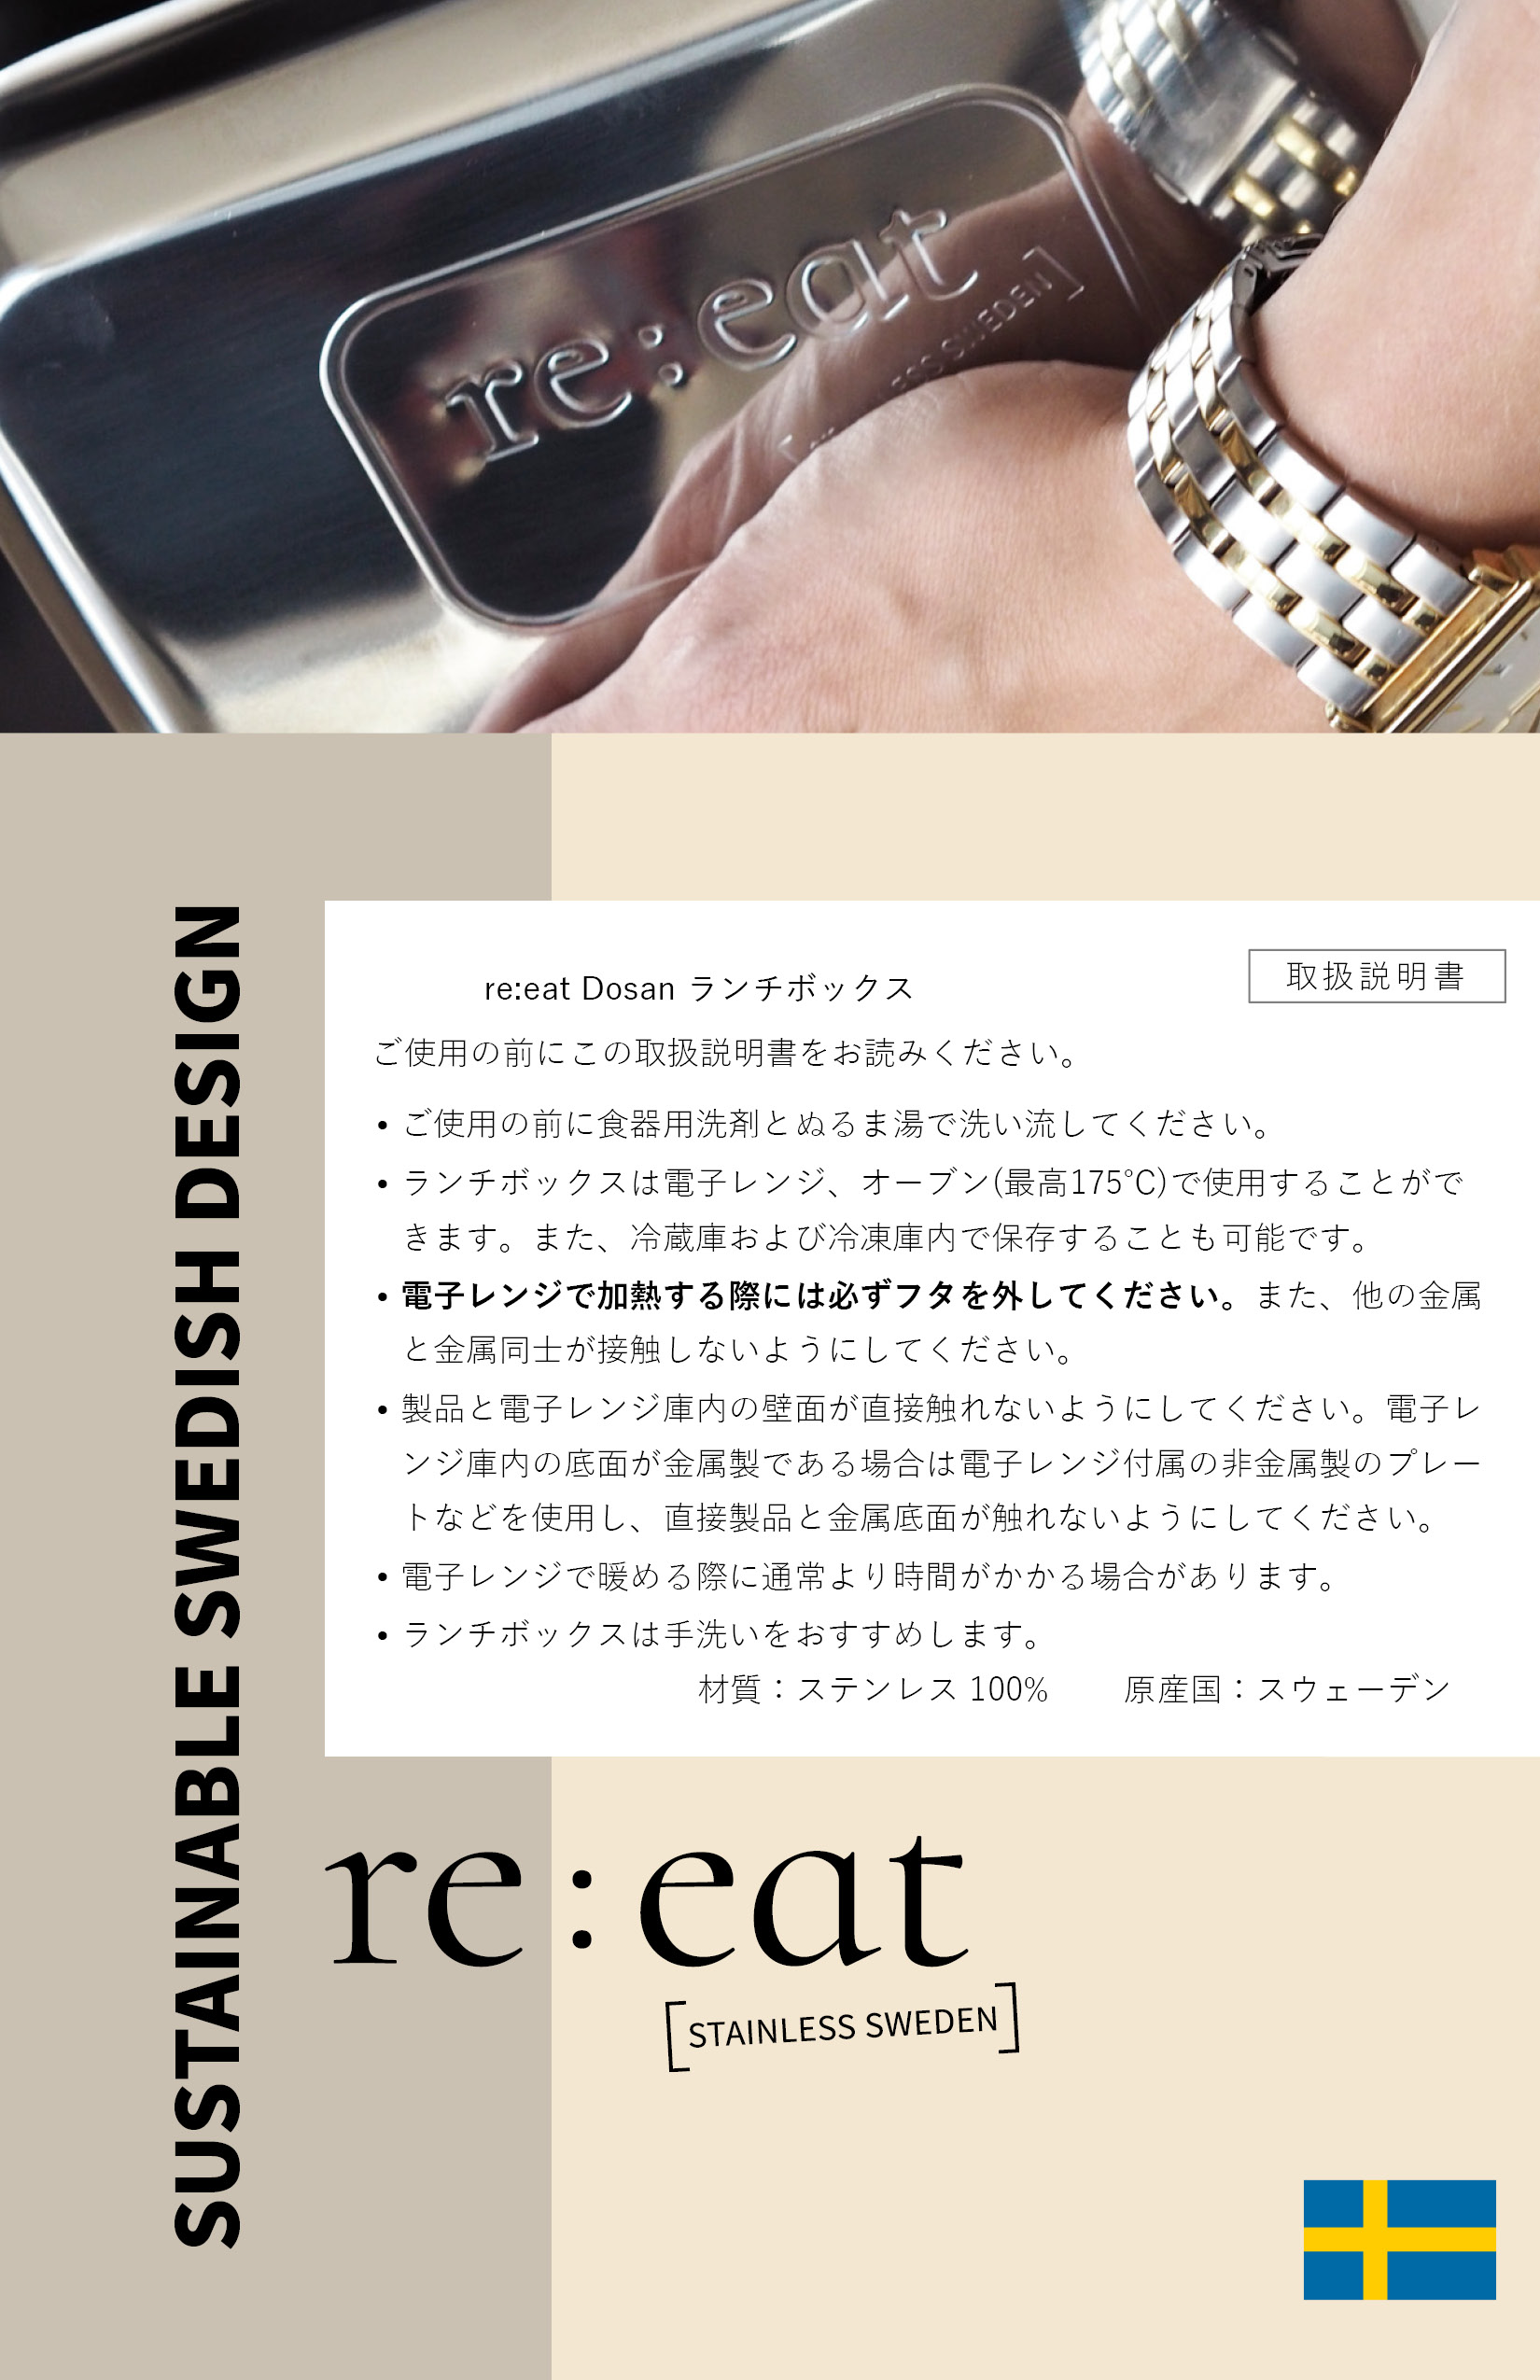 re:eat
SWEDEN]
SUSTAINABLE SWEDISH DESIGN
取扱説明書
re:eat Dosan ランチボックス
ご使用の前にこの取扱説明書をお読みください。
• ご使用の前に食器用洗剤とぬるま湯で洗い流してください。
• ランチボックスは電子レンジ、オーブン(最高175℃)で使用することがで
きます。また、冷蔵庫および冷凍庫内で保存することも可能です。
• 電子レンジで加熱する際には必ずフタを外してください。また、他の金属
と金属同士が接触しないようにしてください。
• 製品と電子レンジ庫内の壁面が直接触れないようにしてください。電子レ
ンジ庫内の底面が金属製である場合は電子レンジ付属の非金属製のプレー
トなどを使用し、直接製品と金属底面が触れないようにしてください。
• 電子レンジで暖める際に通常より時間がかかる場合があります。
• ランチボックスは手洗いをおすすめします。
材質：ステンレス 100%　　原産国：スウェーデン
re:eat
[STAINLESS SWEDEN]